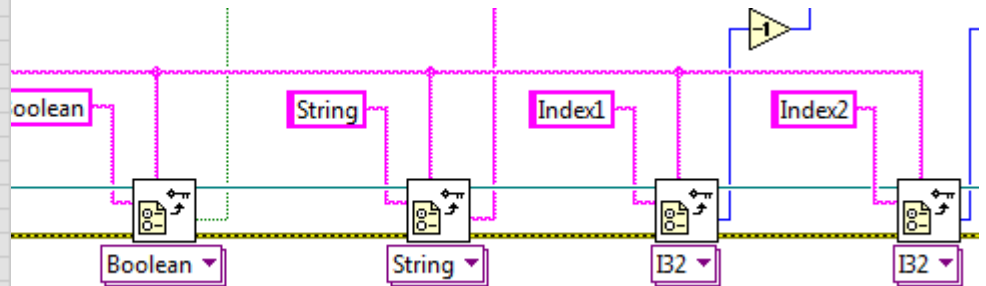 -1
oolean
String
Index1
Index2
Boolean
String
I32
I32